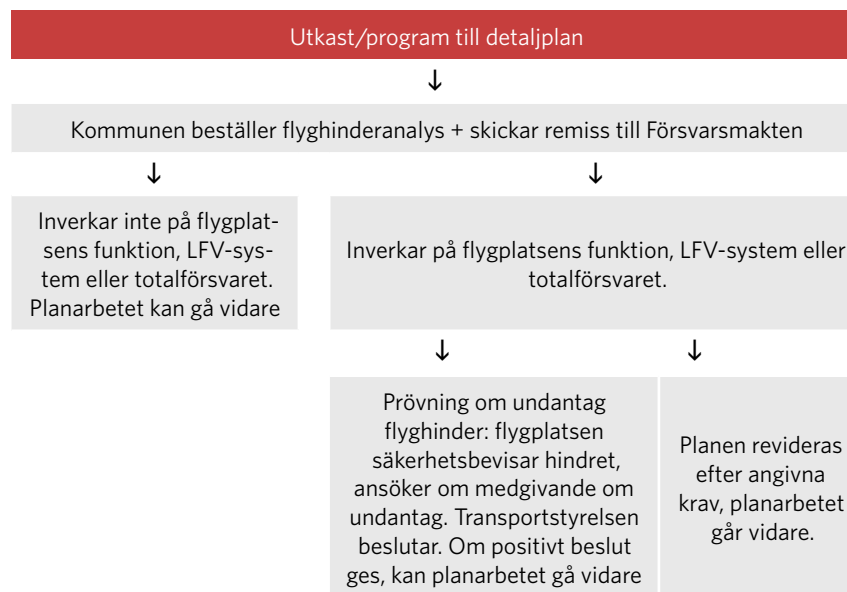 Utkast/program till detaljplan
↓
Kommunen beställer flyghinderanalys + skickar remiss till Försvarsmakten
↓ ↓
Inverkar inte på flygplat-
sens funktion, LFV-sys-
tem eller totalförsvaret.
Planarbetet kan gå vidare
Inverkar på flygplatsens funktion, LFV-system eller
totalförsvaret.
↓ ↓
Prövning om undantag
flyghinder: flygplatsen
säkerhetsbevisar hindret,
ansöker om medgivande om
undantag. Transportstyrelsen
beslutar. Om positivt beslut
ges, kan planarbetet gå vidare
Planen revideras
efter angivna
krav, planarbetet
går vidare.